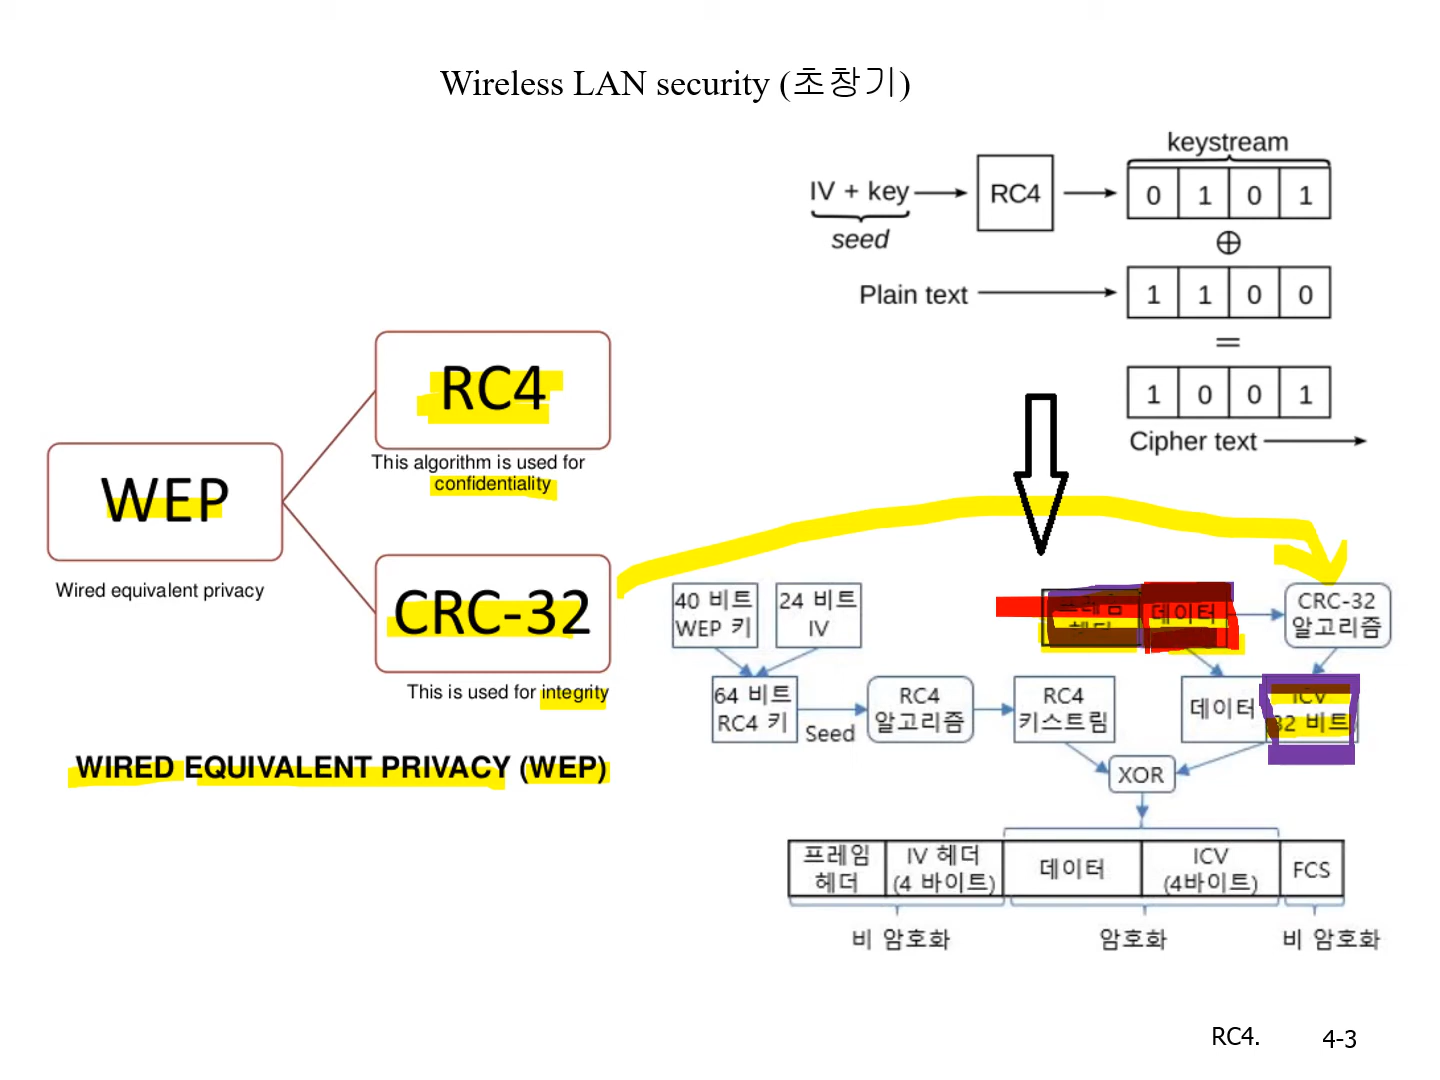 Wireless LAN security (초창기)
keystream
IV + key
RC4
0 1 0 1
seed
⊕
Plain text
1 1 0 0
=
1 0 0 1
Cipher text
RC4
This algorithm is used for
confidentiality
WEP
Wired equivalent privacy
CRC-32
This is used for integrity
WIRED EQUIVALENT PRIVACY (WEP)
40 비트
WEP 키
24 비트
IV
프레임
헤더
데이터
CRC-32
알고리즘
64 비트
RC4 키
Seed
RC4
알고리즘
RC4
키스트림
데이터
ICV
32 비트
XOR
프레임
헤더
IV 헤더
(4 바이트)
데이터
ICV
(4바이트)
FCS
비 암호화
암호화
비 암호화
RC4.
4-3